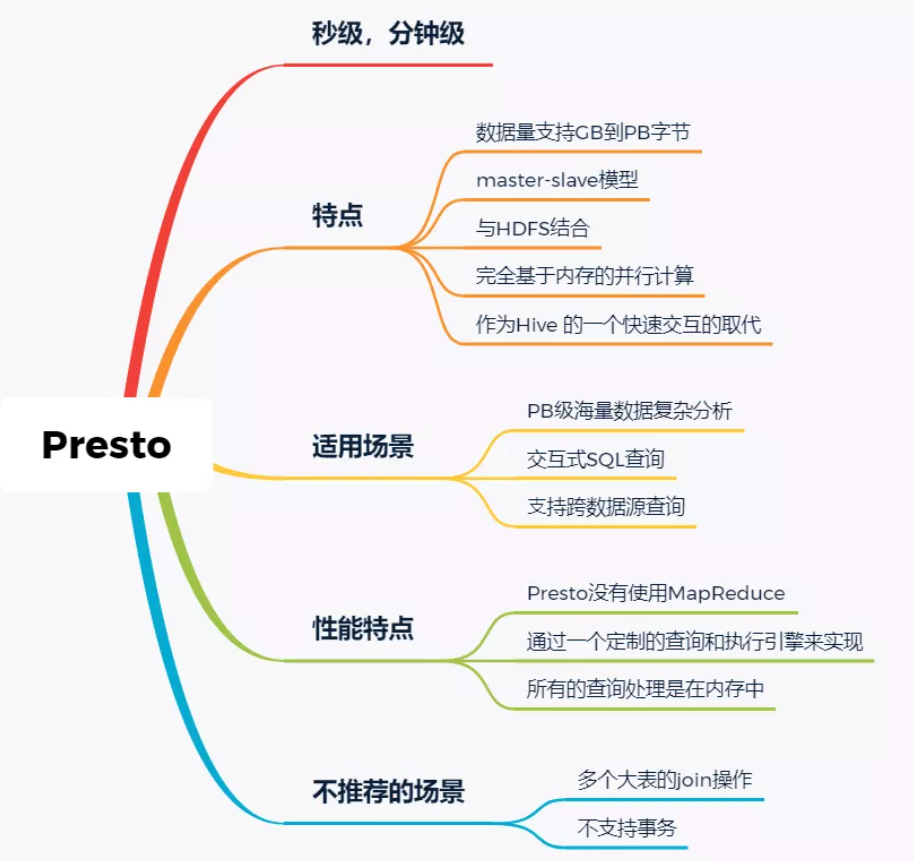 秒级，分钟级
特点
数据量支持GB到PB字节
master-slave模型
与HDFS结合
完全基于内存的并行计算
作为Hive 的一个快速交互的取代
Presto
适用场景
PB级海量数据复杂分析
交互式SQL查询
支持跨数据源查询
性能特点
Presto没有使用MapReduce
通过一个定制的查询和执行引擎来实现
所有的查询处理是在内存中
不推荐的场景
多个大表的join操作
不支持事务